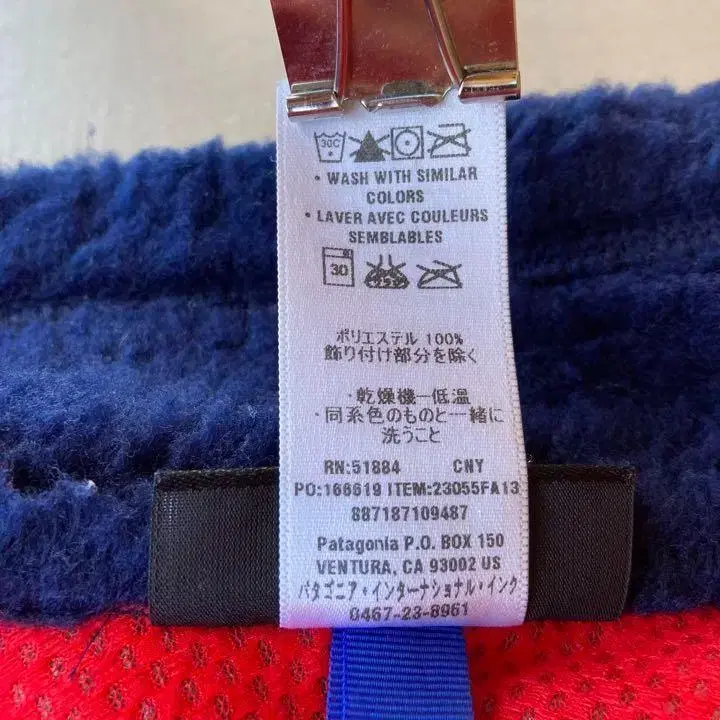 30C
• WASH WITH SIMILAR
COLORS
• LAVER AVEC COULEURS
SEMBLABLES
30
ポリエステル 100%
飾り付け部分を除く
・乾燥機一低温
・同系色のものと一緒に
洗うこと
RN:51884 CNY
PO:166619 ITEM:23055FA13
887187109487
Patagonia P.O. BOX 150
VENTURA, CA 93002 US
パタゴニア・インターナショナル・インク
0467-23-8961